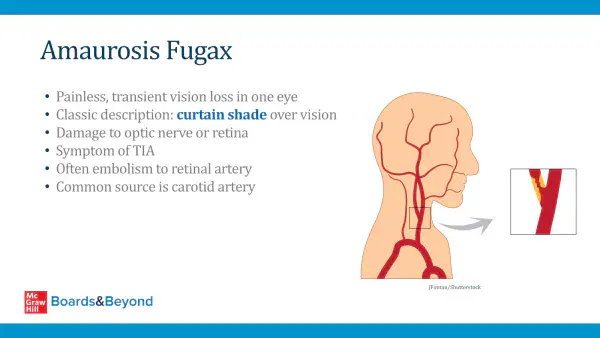 Amaurosis Fugax
• Painless, transient vision loss in one eye
• Classic description: curtain shade over vision
• Damage to optic nerve or retina
• Symptom of TIA
• Often embolism to retinal artery
• Common source is carotid artery
JFantas/Shutterstock
Mc
Graw
Hill
Boards&Beyond